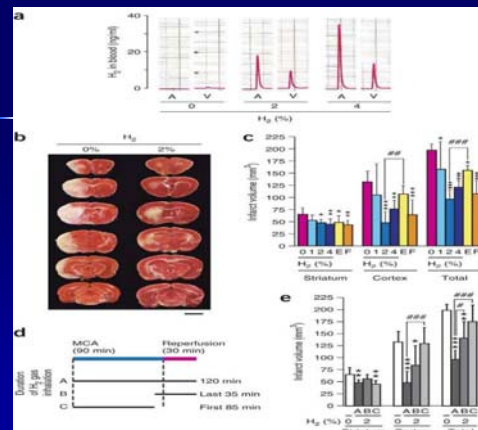 a
H₂ in blood (ng/ml)
40
20
0
A V A V A V
0 2 4
H₂ (%)
b
H₂
0% 2%
c
Infarct volume (mm³)
225
200
175
150
125
100
75
50
25
0
##
###
0 1 2 4 E F 0 1 2 4 E F 0 1 2 4 E F
H₂ (%) H₂ (%) H₂ (%)
Striatum Cortex Total
d
MCA
(90 min)
Reperfusion
(30 min)
Duration
of H₂ gas
inhalation
A 120 min
B Last 35 min
C First 85 min
e
Infarct volume (mm³)
225
200
175
150
125
100
75
50
25
0
###
###
#
A B C A B C A B C
0 2 0 2 0 2
H₂ (%)